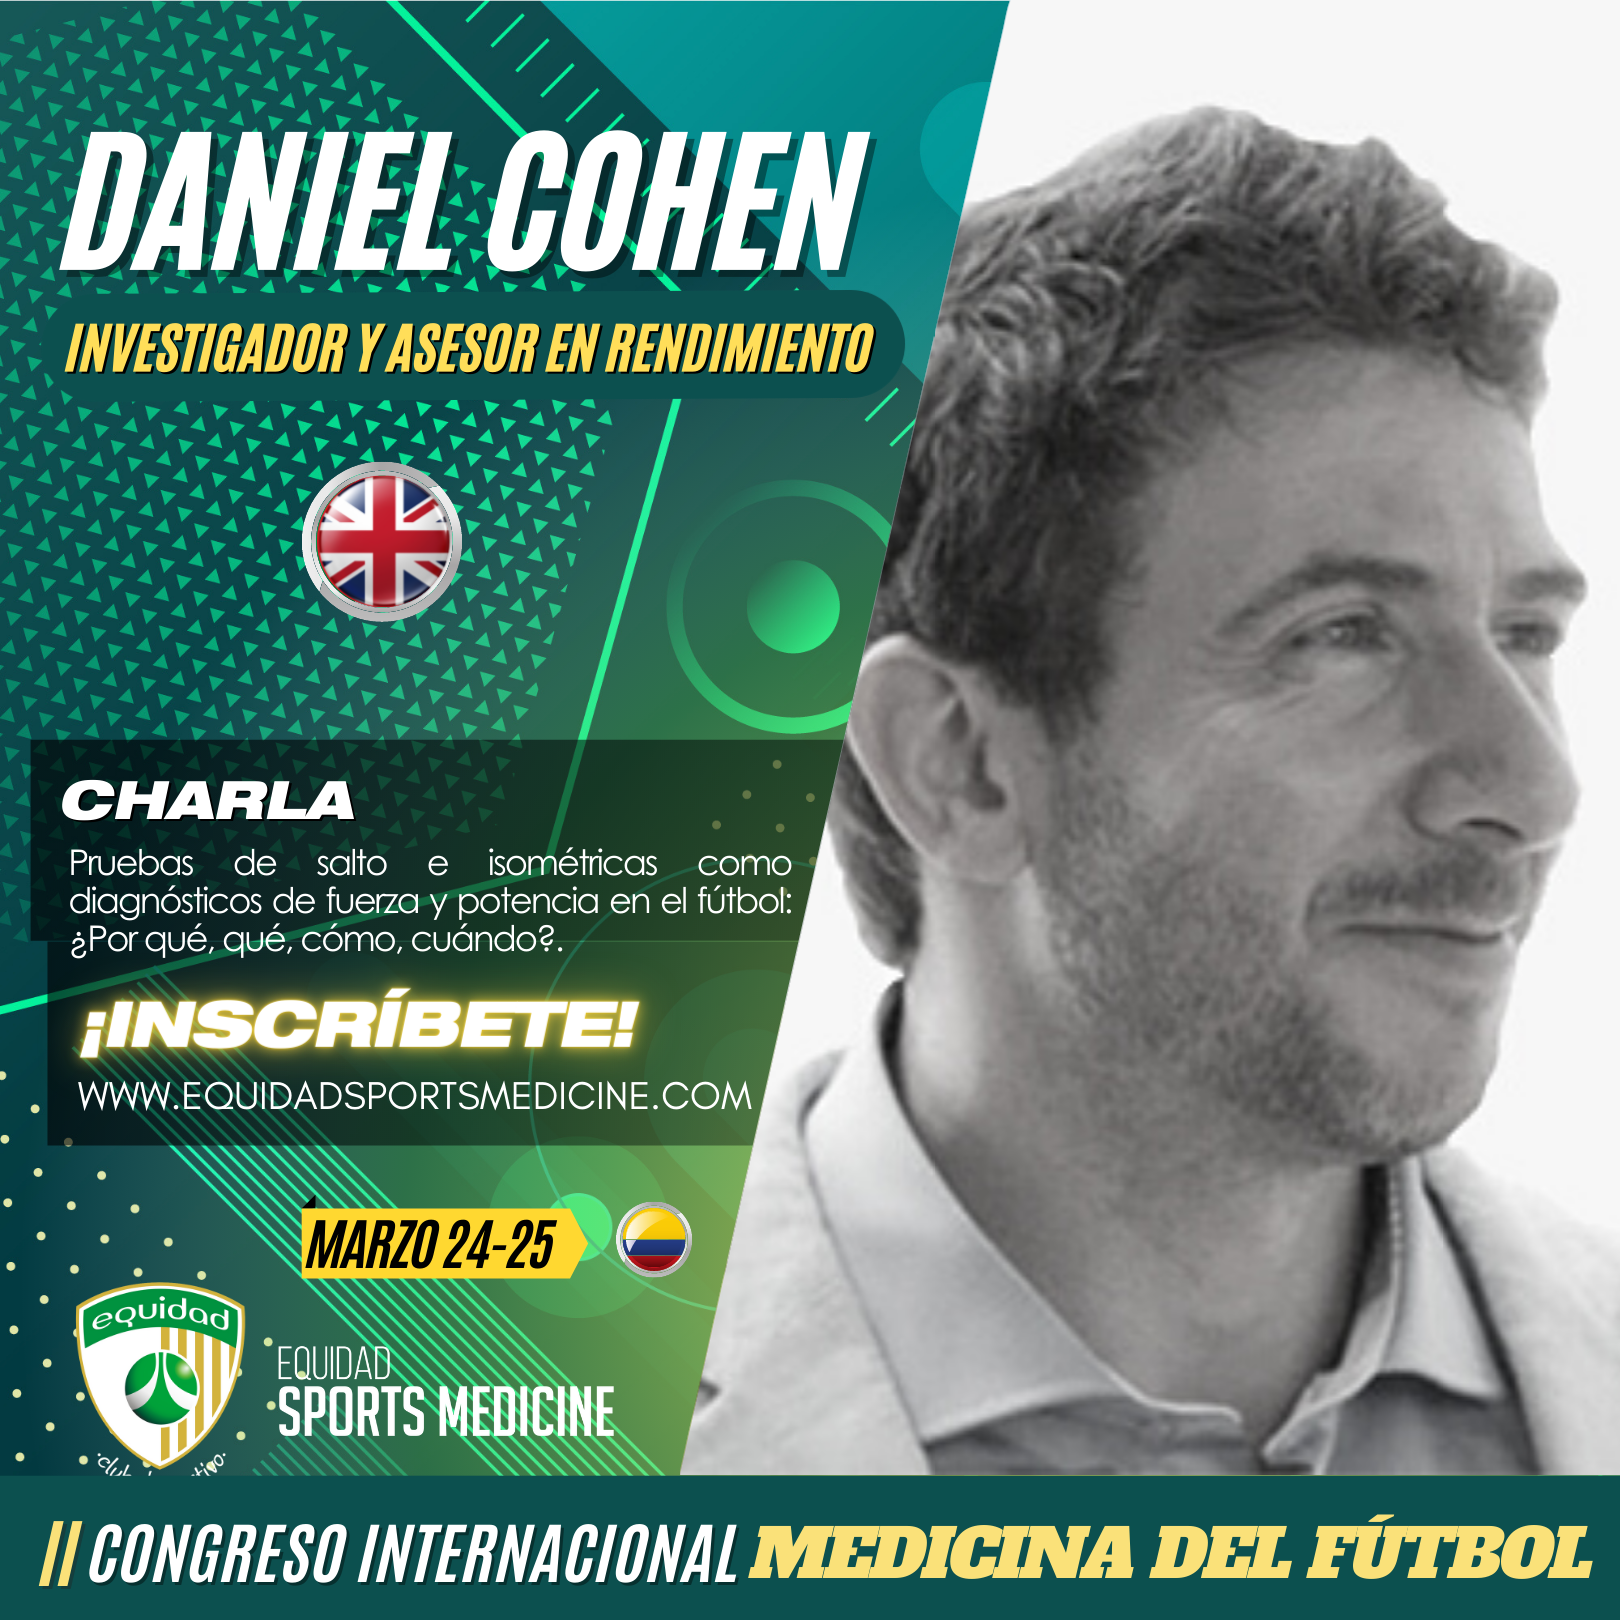 DANIEL COHEN
INVESTIGADOR Y ASESOR EN RENDIMIENTO
CHARLA
Pruebas de salto e isométricas como
diagnósticos de fuerza y potencia en el fútbol:
¿Por qué, qué, cómo, cuándo?.
¡INSCRÍBETE!
WWW.EQUIDADSPORTSMEDICINE.COM
MARZO 24-25
equidad
EQUIDAD
SPORTS MEDICINE
II CONGRESO INTERNACIONAL MEDICINA DEL FÚTBOL